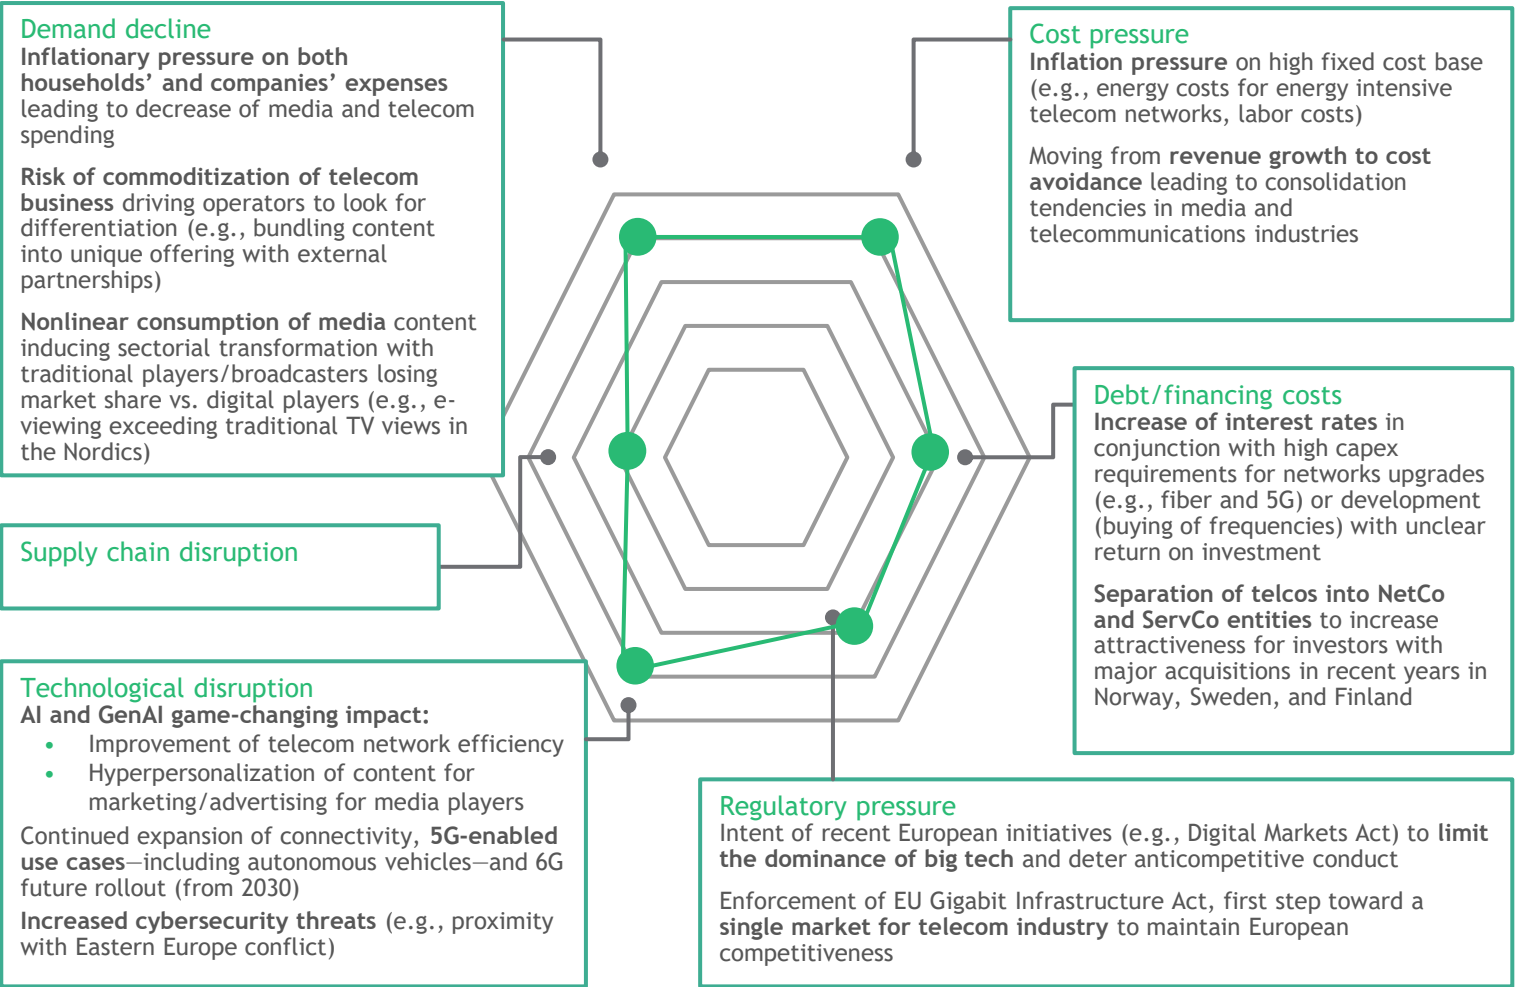 Demand decline
Inflationary pressure on both
households’ and companies’ expenses
leading to decrease of media and telecom
spending
Risk of commoditization of telecom
business driving operators to look for
differentiation (e.g., bundling content
into unique offering with external
partnerships)
Nonlinear consumption of media content
inducing sectorial transformation with
traditional players/broadcasters losing
market share vs. digital players (e.g., e-
viewing exceeding traditional TV views in
the Nordics)
Cost pressure
Inflation pressure on high fixed cost base
(e.g., energy costs for energy intensive
telecom networks, labor costs)
Moving from revenue growth to cost
avoidance leading to consolidation
tendencies in media and
telecommunications industries
Debt/financing costs
Increase of interest rates in
conjunction with high capex
requirements for networks upgrades
(e.g., fiber and 5G) or development
(buying of frequencies) with unclear
return on investment
Separation of telcos into NetCo
and ServCo entities to increase
attractiveness for investors with
major acquisitions in recent years in
Norway, Sweden, and Finland
Supply chain disruption
Technological disruption
AI and GenAI game-changing impact:
• Improvement of telecom network efficiency
• Hyperpersonalization of content for
marketing/advertising for media players
Continued expansion of connectivity, 5G-enabled
use cases—including autonomous vehicles—and 6G
future rollout (from 2030)
Increased cybersecurity threats (e.g., proximity
with Eastern Europe conflict)
Regulatory pressure
Intent of recent European initiatives (e.g., Digital Markets Act) to limit
the dominance of big tech and deter anticompetitive conduct
Enforcement of EU Gigabit Infrastructure Act, first step toward a
single market for telecom industry to maintain European
competitiveness